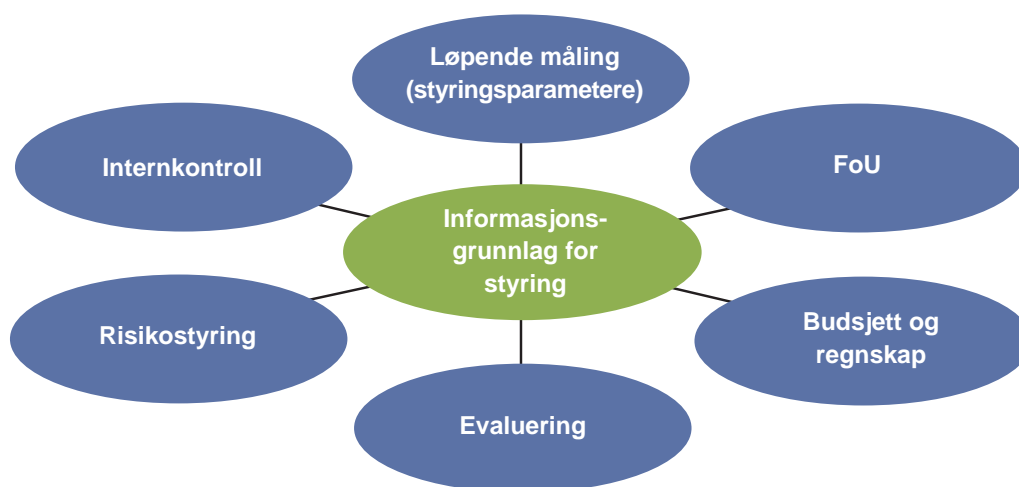 Løpende måling
(styringsparametere)
Internkontroll
FoU
Informasjons-
grunnlag for
styring
Risikostyring
Budsjett og
regnskap
Evaluering